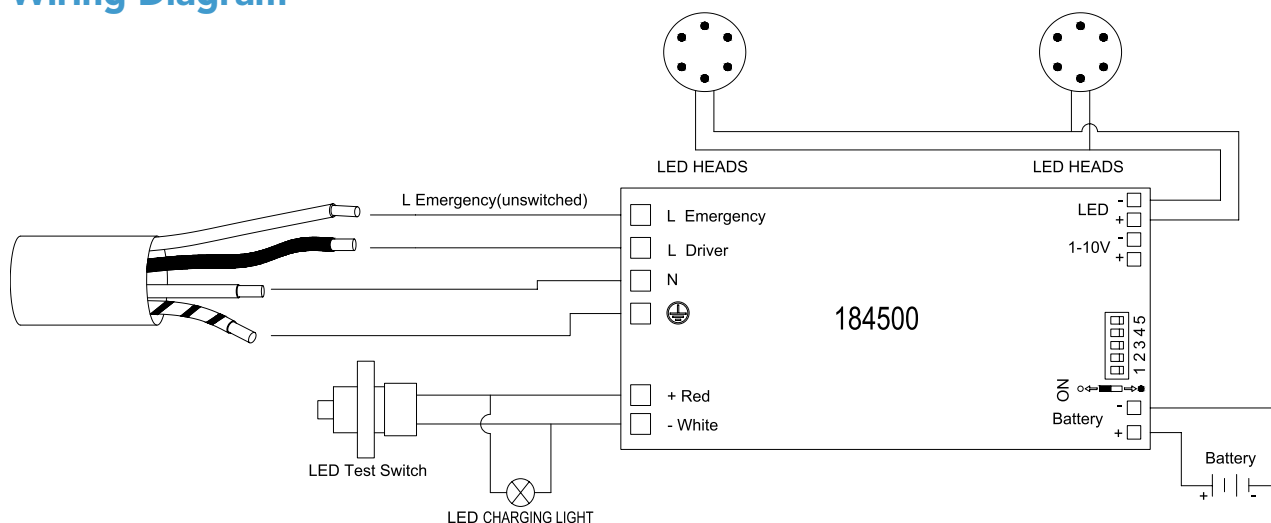 Wiring Diagram
LED HEADS
LED HEADS
L Emergency(unswitched)
L Emergency
L Driver
N
184500
LED
-
+
1-10V
-
+
1 2 3 4 5
ON
+ Red
- White
Battery
-
+
LED Test Switch
LED CHARGING LIGHT
Battery
+
-